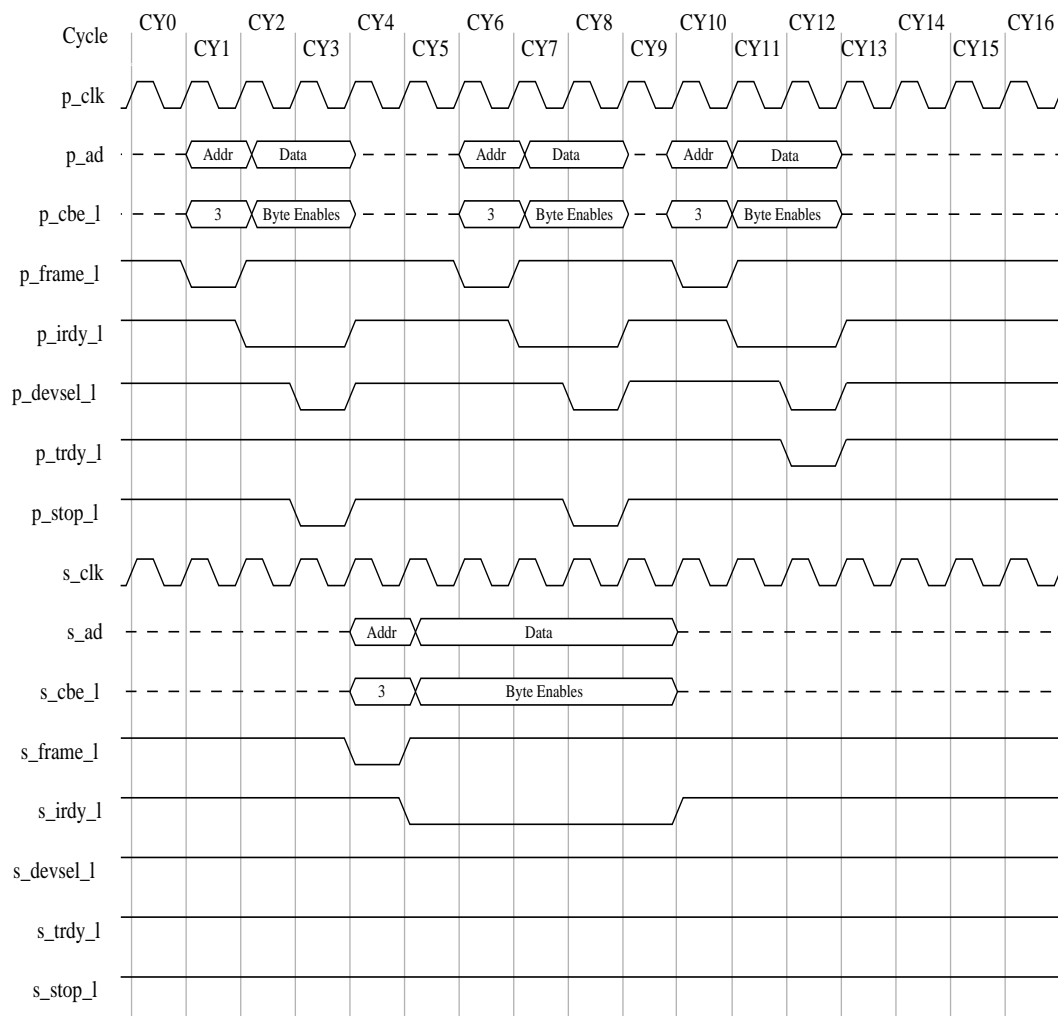 CY0 CY2 CY4 CY6 CY8 CY10 CY12 CY14 CY16
Cycle
CY1 CY3 CY5 CY7 CY9 CY11 CY13 CY15
p_clk
p_ad Addr Data Addr Data Addr Data
p_cbe_l 3 Byte Enables 3 Byte Enables 3 Byte Enables
p_frame_l
p_irdy_l
p_devsel_l
p_trdy_l
p_stop_l
s_clk
s_ad Addr Data
s_cbe_l 3 Byte Enables
s_frame_l
s_irdy_l
s_devsel_l
s_trdy_l
s_stop_l